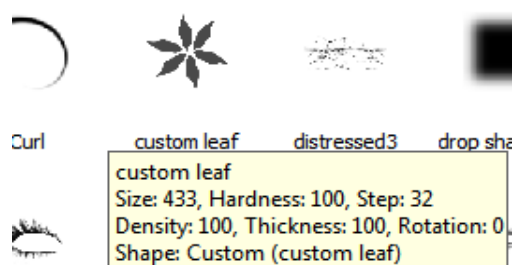 Curl custom leaf distressed3 drop sha
custom leaf
Size: 433, Hardness: 100, Step: 32
Density: 100, Thickness: 100, Rotation: 0
Shape: Custom (custom leaf)